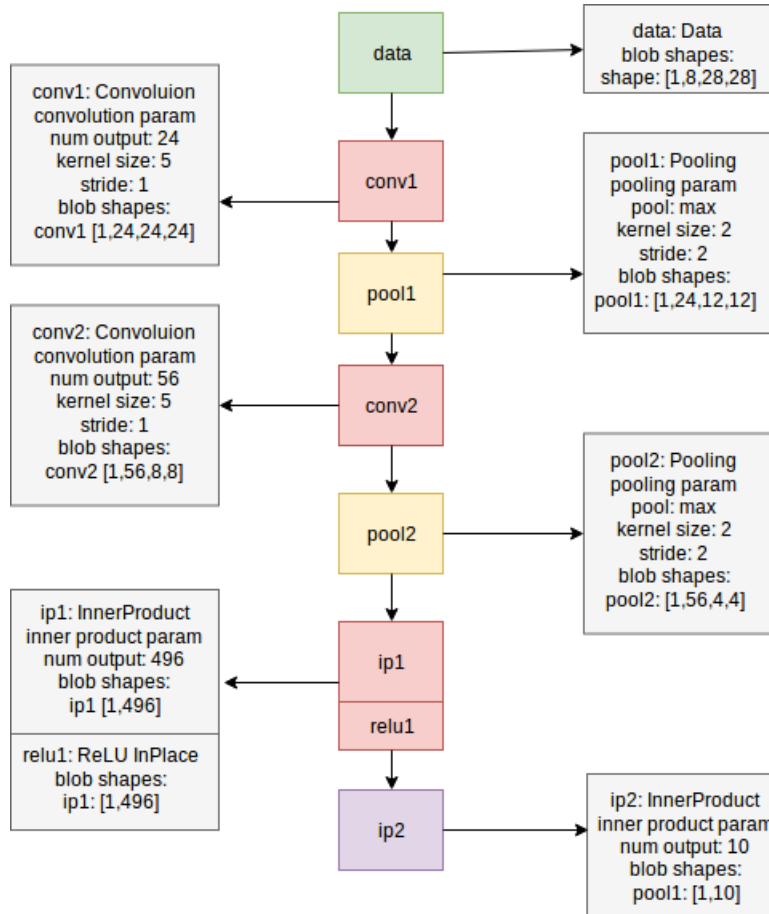 data
data: Data
blob shapes:
shape: [1,8,28,28]
conv1: Convoluion
convolution param
num output: 24
kernel size: 5
stride: 1
blob shapes:
conv1 [1,24,24,24]
conv1
pool1: Pooling
pooling param
pool: max
kernel size: 2
stride: 2
blob shapes:
pool1: [1,24,12,12]
pool1
conv2: Convoluion
convolution param
num output: 56
kernel size: 5
stride: 1
blob shapes:
conv2 [1,56,8,8]
conv2
pool2: Pooling
pooling param
pool: max
kernel size: 2
stride: 2
blob shapes:
pool2: [1,56,4,4]
pool2
ip1: InnerProduct
inner product param
num output: 496
blob shapes:
ip1 [1,496]
ip1
relu1
relu1: ReLU InPlace
blob shapes:
ip1: [1,496]
ip2
ip2: InnerProduct
inner product param
num output: 10
blob shapes:
pool1: [1,10]